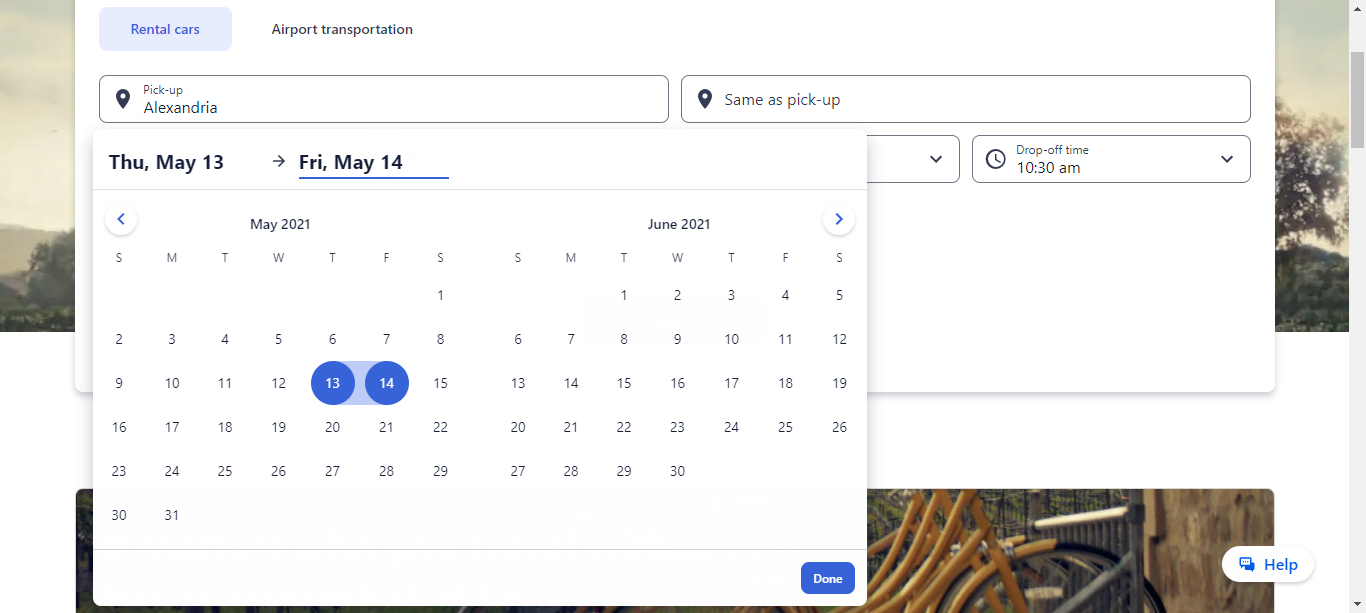 Rental cars Airport transportation
Pick-up
Alexandria
Same as pick-up
Thu, May 13 → Fri, May 14
Drop-off time
10:30 am
May 2021 June 2021
S M T W T F S S M T W T F S
1 1 2 3 4 5
2 3 4 5 6 7 8 6 7 8 9 10 11 12
9 10 11 12 13 14 15 13 14 15 16 17 18 19
16 17 18 19 20 21 22 20 21 22 23 24 25 26
23 24 25 26 27 28 29 27 28 29 30
30 31
Done
Help